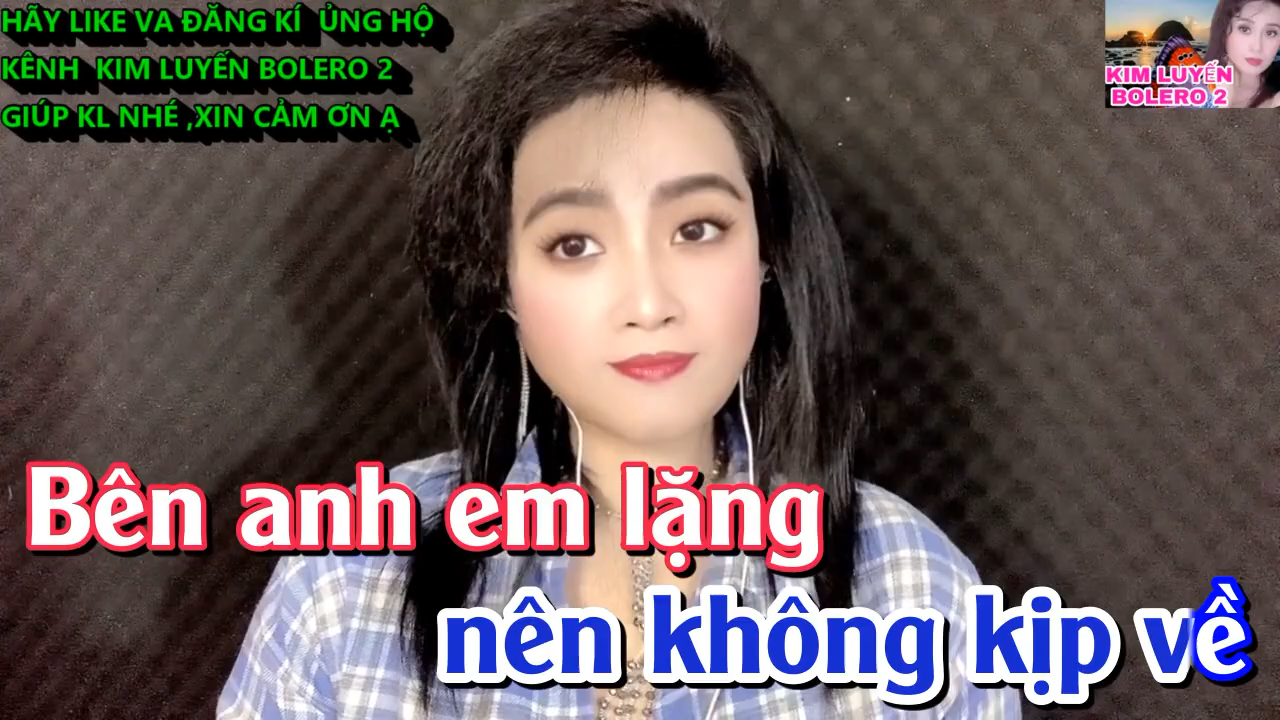 HÃY LIKE VA ĐĂNG KÍ ỦNG HỘ
KÊNH KIM LUYẾN BOLERO 2
GIÚP KL NHÉ ,XIN CẢM ƠN Ạ
KIM LUYẾN
BOLERO 2
Bên anh em lặng
nên không kịp về